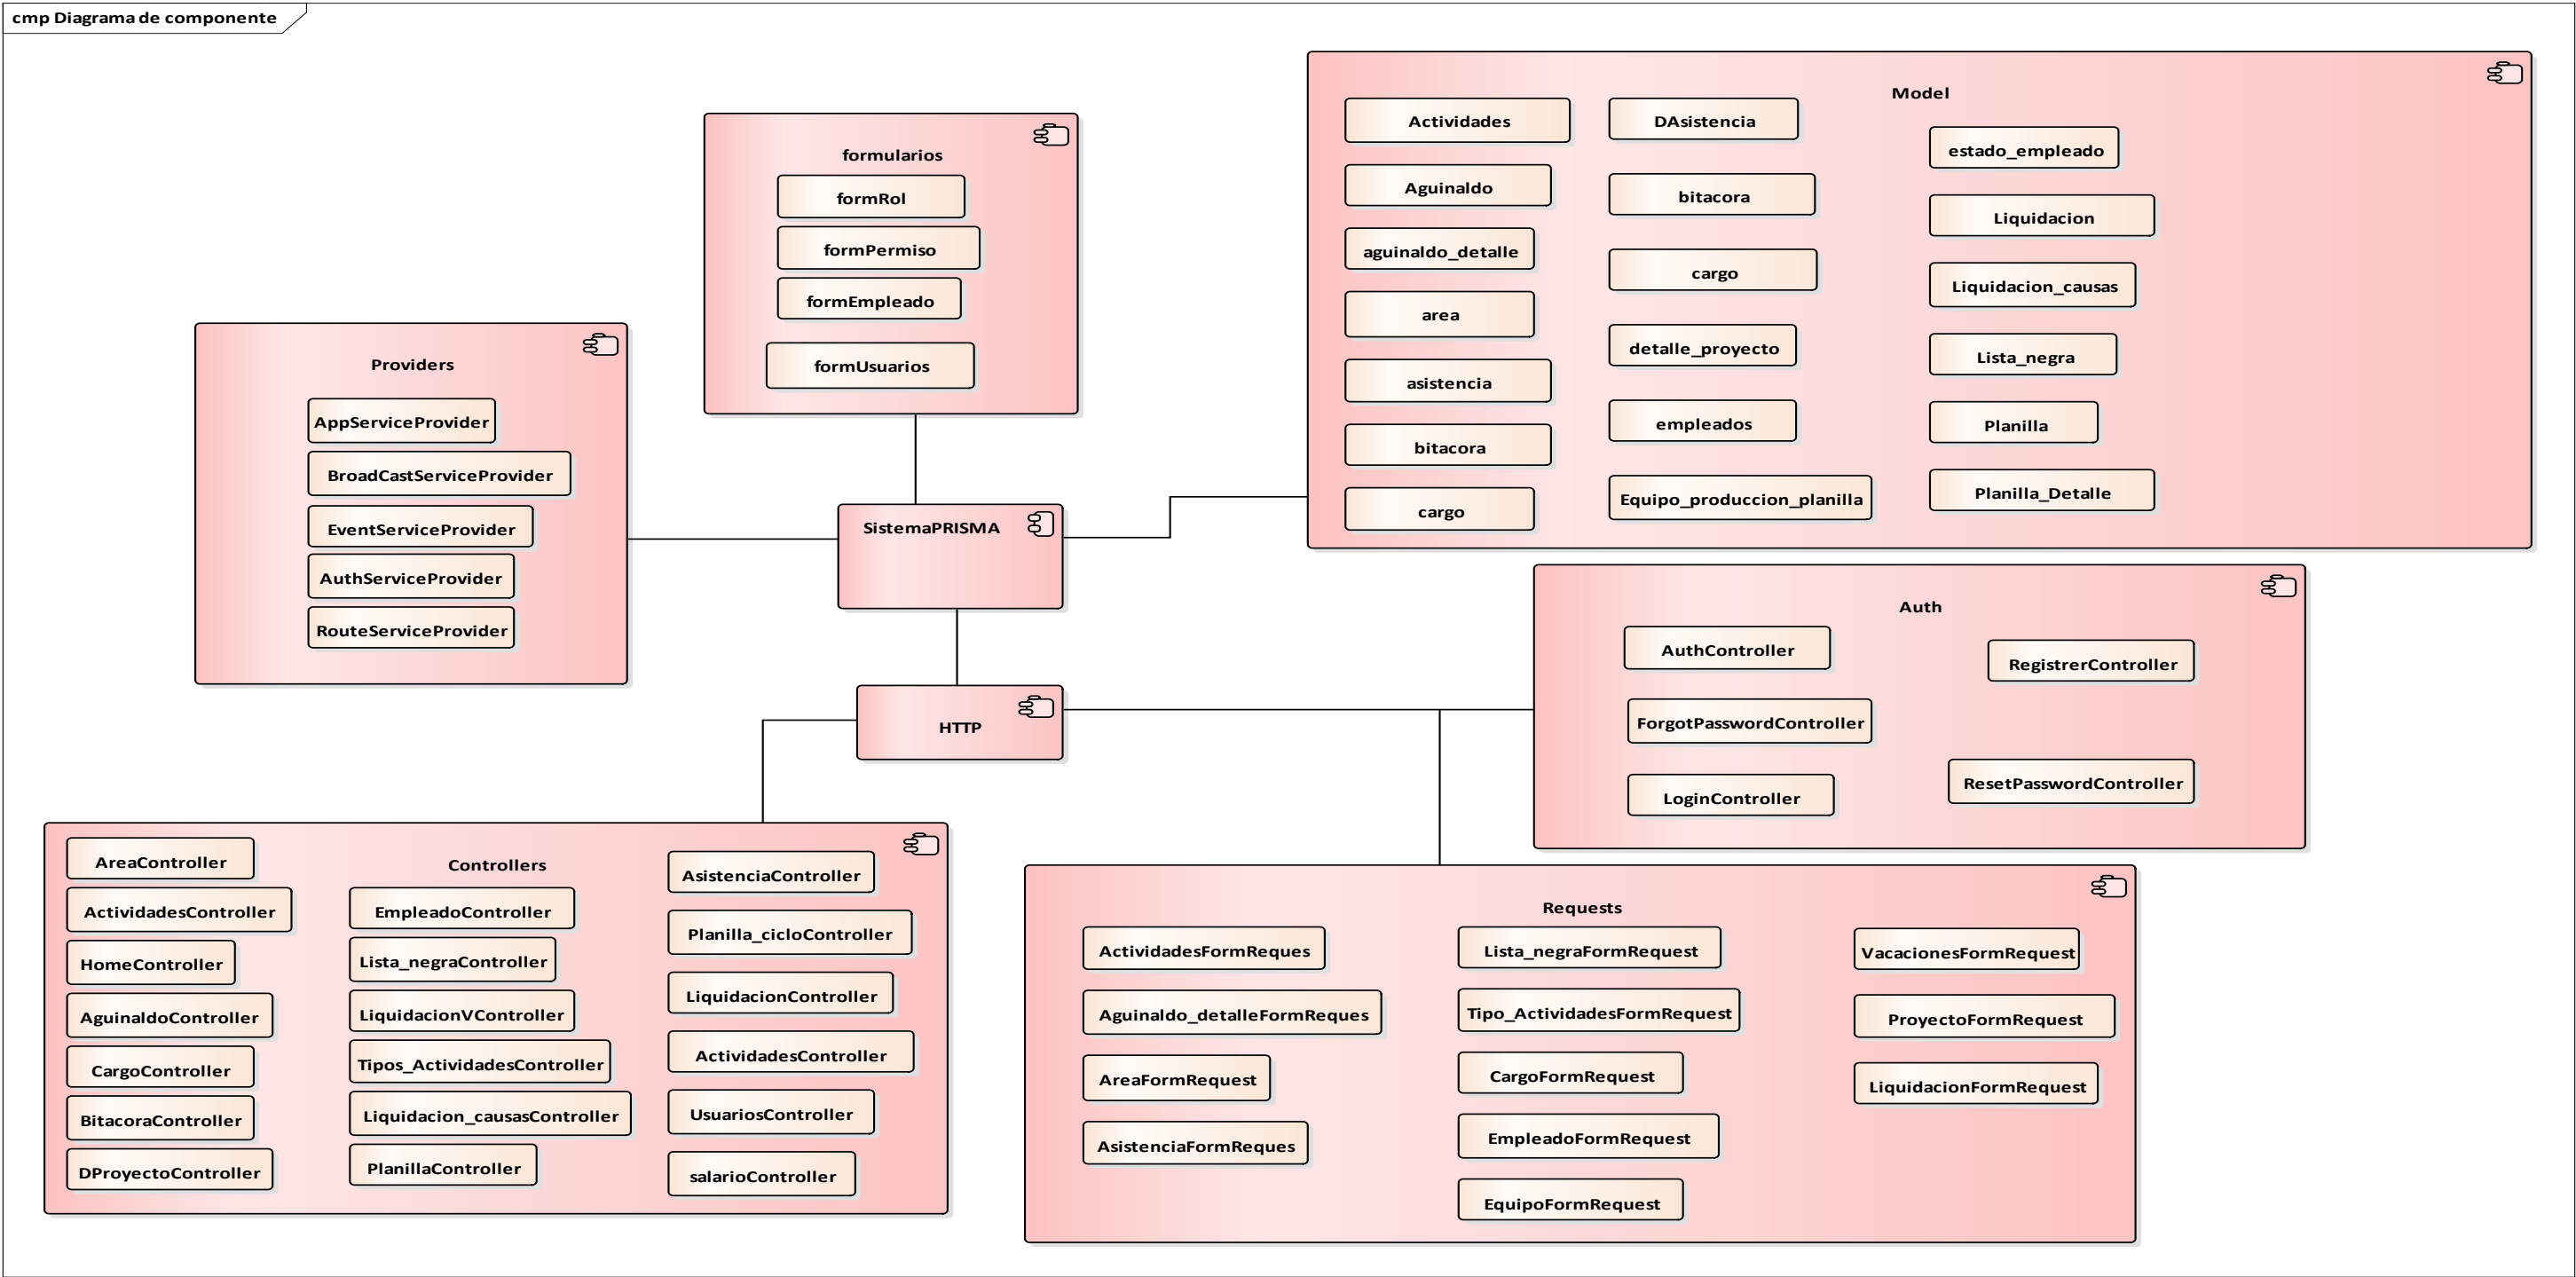 cmp Diagrama de componente
formularios
formRol
formPermiso
formEmpleado
formUsuarios
Model
Actividades
Aguinaldo
aguinaldo_detalle
area
asistencia
bitacora
cargo
DAsistencia
bitacora
cargo
detalle_proyecto
empleados
Equipo_produccion_planilla
estado_empleado
Liquidacion
Liquidacion_causas
Lista_negra
Planilla
Planilla_Detalle
Providers
AppServiceProvider
BroadCastServiceProvider
EventServiceProvider
AuthServiceProvider
RouteServiceProvider
SistemaPRISMA
HTTP
Auth
AuthController
ForgotPasswordController
LoginController
RegistrerController
ResetPasswordController
Controllers
AreaController
ActividadesController
HomeController
AguinaldoController
CargoController
BitacoraController
DProyectoController
EmpleadoController
Lista_negraController
LiquidacionVController
Tipos_ActividadesController
Liquidacion_causasController
PlanillaController
AsistenciaController
Planilla_cicloController
LiquidacionController
ActividadesController
UsuariosController
salarioController
Requests
ActividadesFormReques
Aguinaldo_detalleFormReques
AreaFormRequest
AsistenciaFormReques
Lista_negraFormRequest
Tipo_ActividadesFormRequest
CargoFormRequest
EmpleadoFormRequest
EquipoFormRequest
VacacionesFormRequest
ProyectoFormRequest
LiquidacionFormRequest